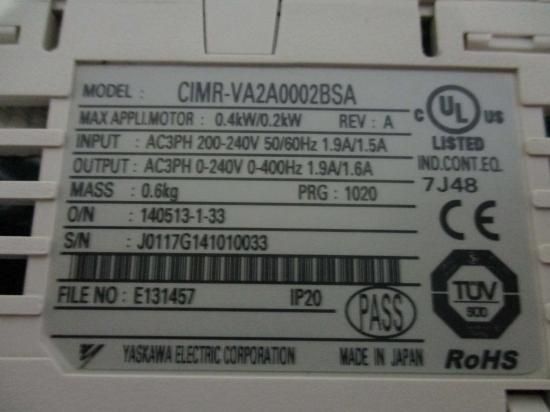 MODEL : CIMR-VA2A0002BSA
MAX APPLI.MOTOR : 0.4kW/0.2kW REV : A
INPUT : AC3PH 200-240V 50/60Hz 1.9A/1.5A
OUTPUT : AC3PH 0-240V 0-400Hz 1.9A/1.6A
MASS : 0.6kg PRG : 1020
O/N : 140513-1-33
S/N : J0117G141010033
FILE NO : E131457 IP20
YASKAWA ELECTRIC CORPORATION MADE IN JAPAN
C UL US
LISTED
IND.CONT.EQ.
7J48
CE
TÜV
PASS
RoHS